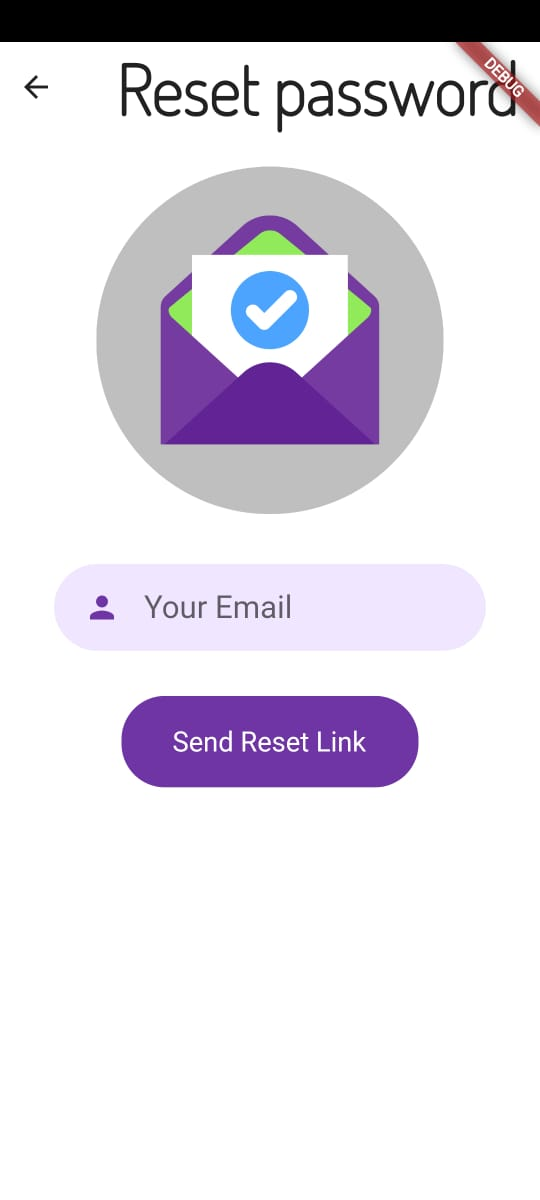 Reset password
DEBUG
Your Email
Send Reset Link